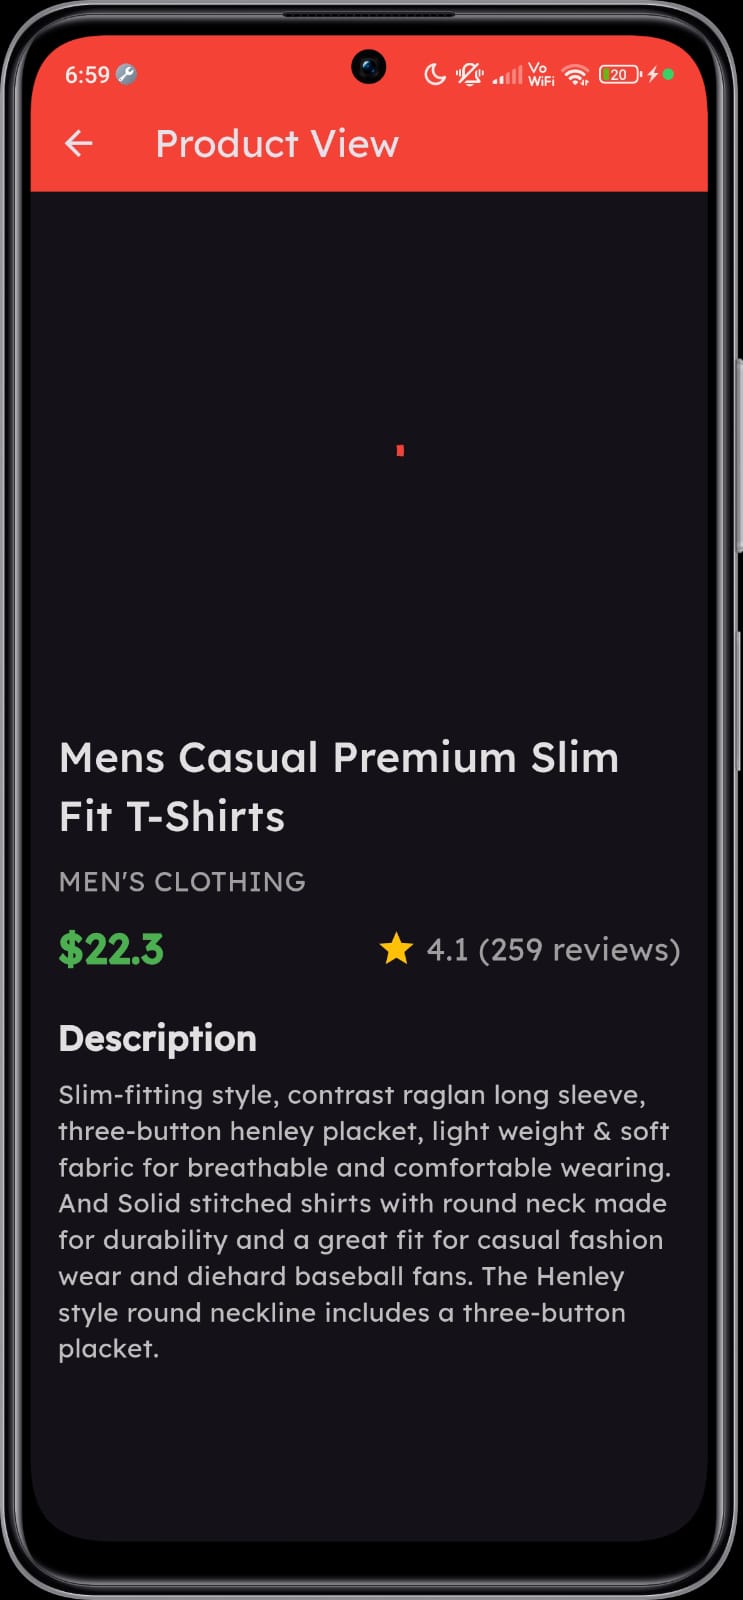 6:59 Vo WiFi 20
Product View
Mens Casual Premium Slim
Fit T-Shirts
MEN'S CLOTHING
$22.3 4.1 (259 reviews)
Description
Slim-fitting style, contrast raglan long sleeve,
three-button henley placket, light weight & soft
fabric for breathable and comfortable wearing.
And Solid stitched shirts with round neck made
for durability and a great fit for casual fashion
wear and diehard baseball fans. The Henley
style round neckline includes a three-button
placket.